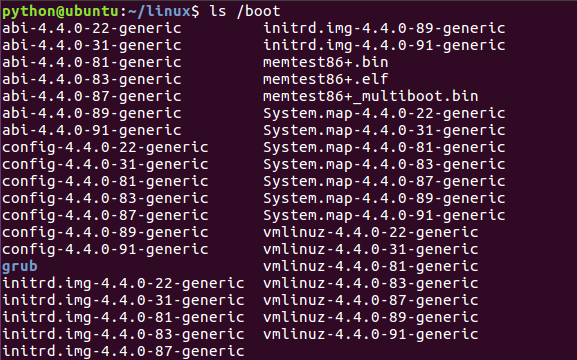 python@ubuntu:~/linux$ ls /boot
abi-4.4.0-22-generic initrd.img-4.4.0-89-generic
abi-4.4.0-31-generic initrd.img-4.4.0-91-generic
abi-4.4.0-81-generic memtest86+.bin
abi-4.4.0-83-generic memtest86+.elf
abi-4.4.0-87-generic memtest86+_multiboot.bin
abi-4.4.0-89-generic System.map-4.4.0-22-generic
abi-4.4.0-91-generic System.map-4.4.0-31-generic
config-4.4.0-22-generic System.map-4.4.0-81-generic
config-4.4.0-31-generic System.map-4.4.0-83-generic
config-4.4.0-81-generic System.map-4.4.0-87-generic
config-4.4.0-83-generic System.map-4.4.0-89-generic
config-4.4.0-87-generic System.map-4.4.0-91-generic
config-4.4.0-89-generic vmlinuz-4.4.0-22-generic
config-4.4.0-91-generic vmlinuz-4.4.0-31-generic
grub vmlinuz-4.4.0-81-generic
initrd.img-4.4.0-22-generic vmlinuz-4.4.0-83-generic
initrd.img-4.4.0-31-generic vmlinuz-4.4.0-87-generic
initrd.img-4.4.0-81-generic vmlinuz-4.4.0-89-generic
initrd.img-4.4.0-83-generic vmlinuz-4.4.0-91-generic
initrd.img-4.4.0-87-generic